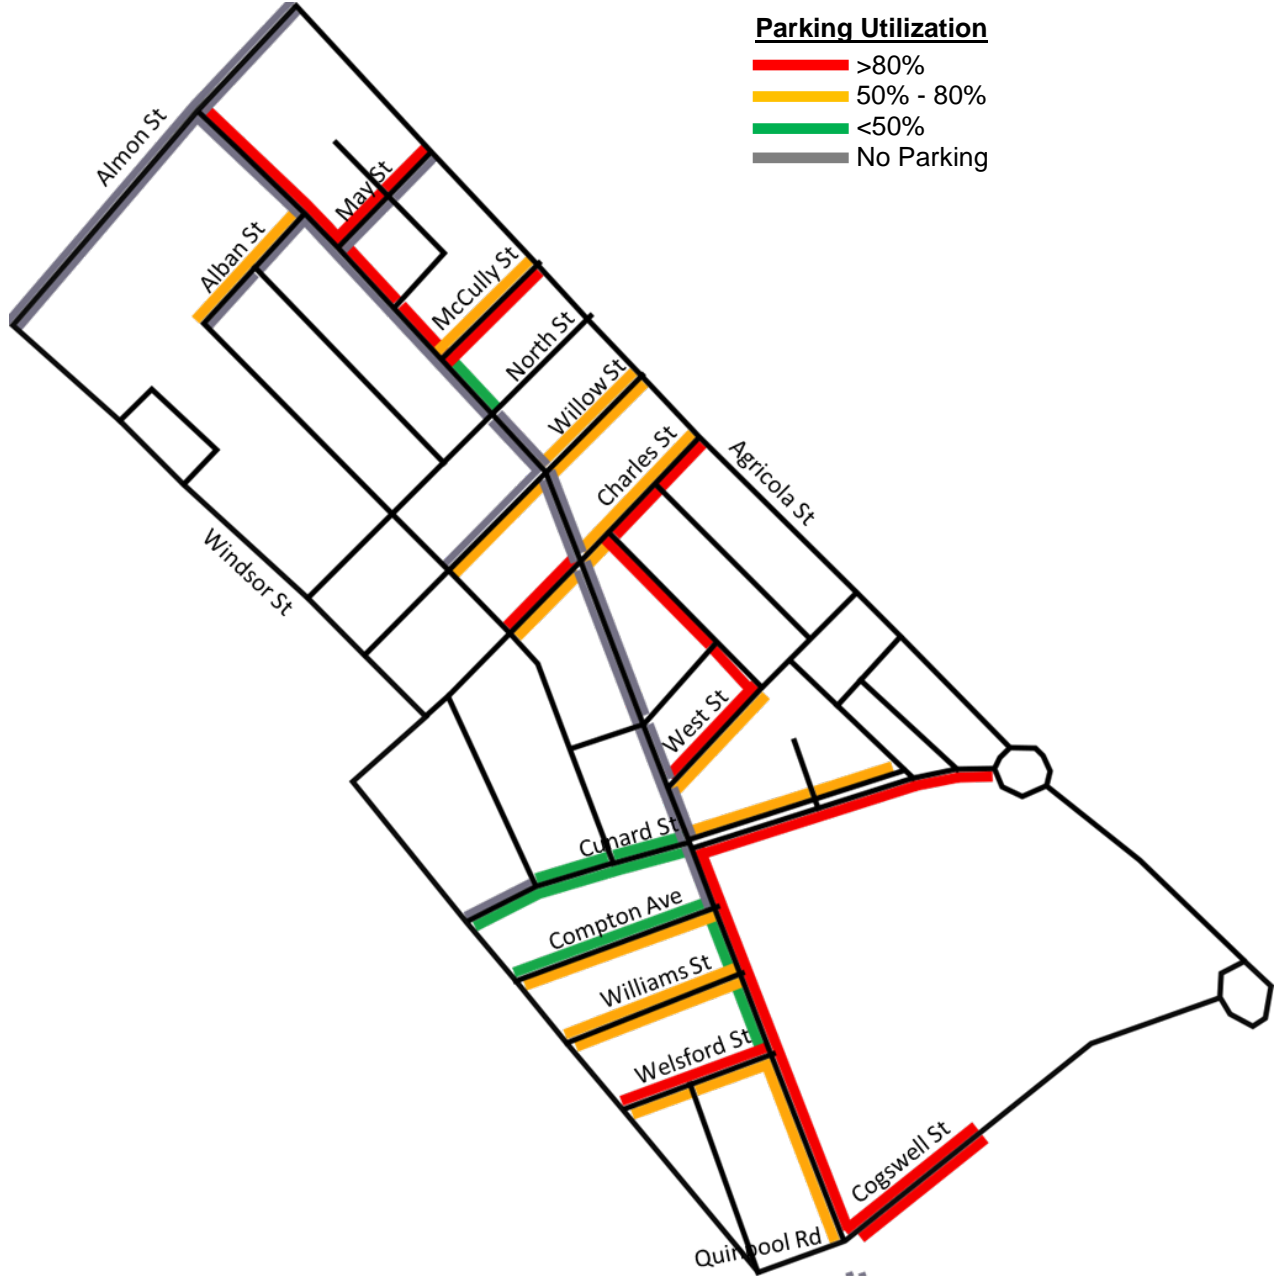 Parking Utilization
>80%
50% - 80%
<50%
No Parking
Almon St
May St
Alban St
McCully St
North St
Willow St
Charles St
Agricola St
Windsor St
West St
Cunard St
Compton Ave
Williams St
Welsford St
Cogswell St
Quinpool Rd